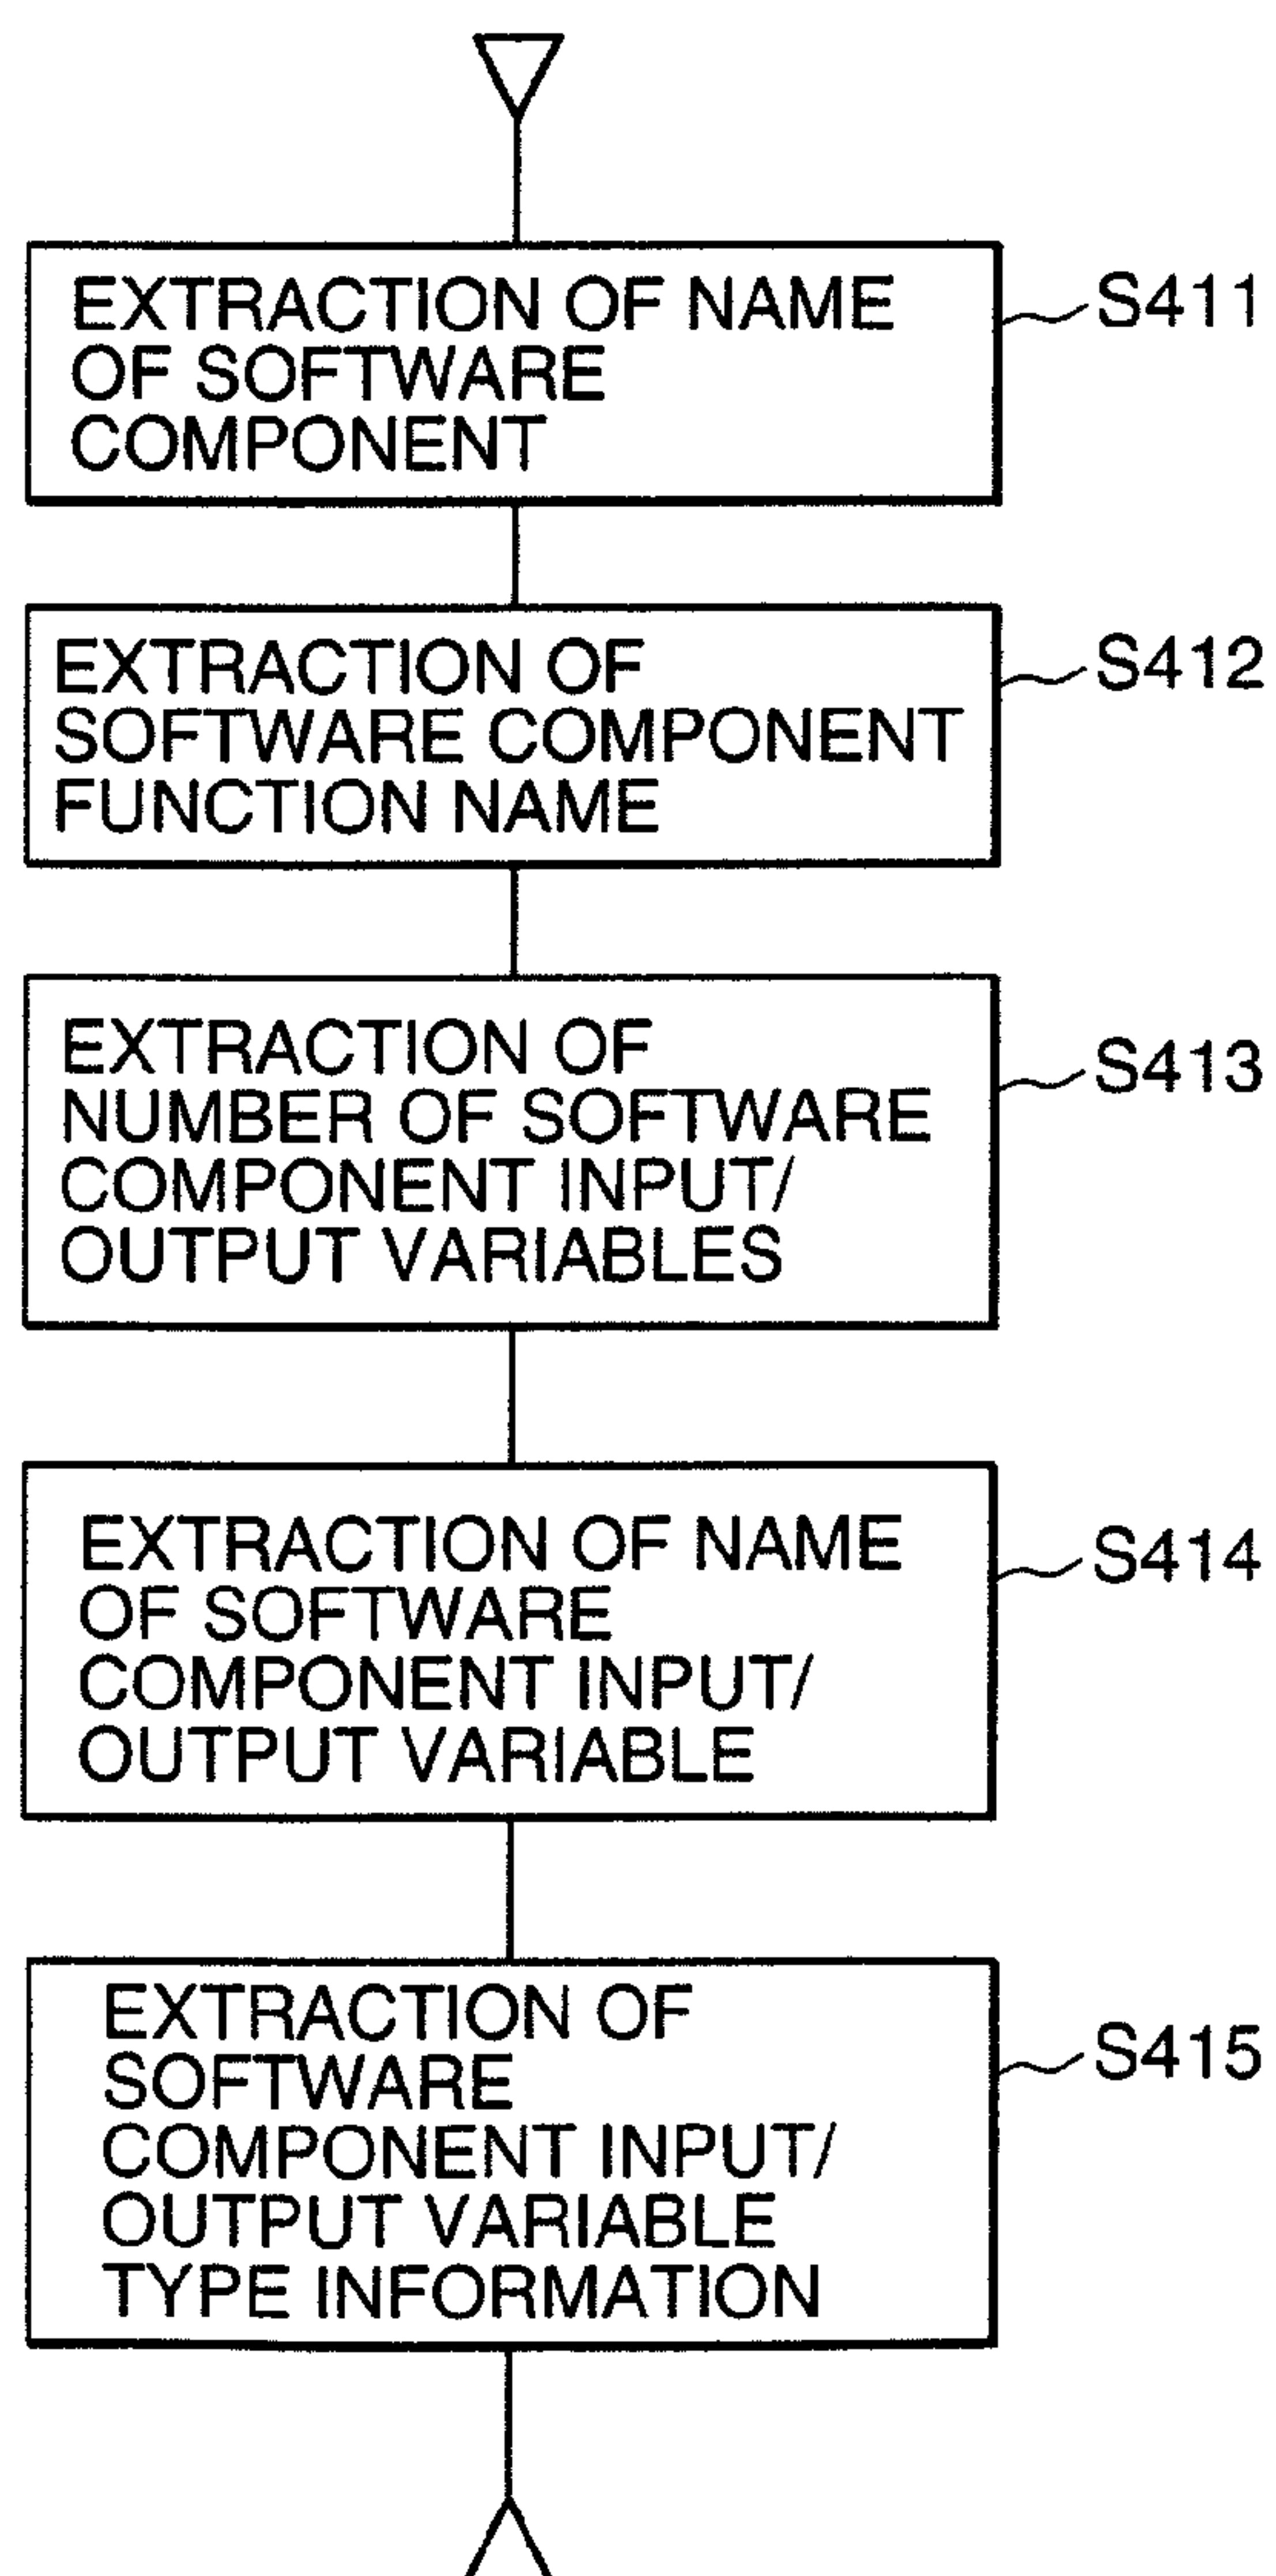 EXTRACTION OF NAME
OF SOFTWARE
COMPONENT
S411
EXTRACTION OF
SOFTWARE COMPONENT
FUNCTION NAME
S412
EXTRACTION OF
NUMBER OF SOFTWARE
COMPONENT INPUT/
OUTPUT VARIABLES
S413
EXTRACTION OF NAME
OF SOFTWARE
COMPONENT INPUT/
OUTPUT VARIABLE
S414
EXTRACTION OF
SOFTWARE
COMPONENT INPUT/
OUTPUT VARIABLE
TYPE INFORMATION
S415